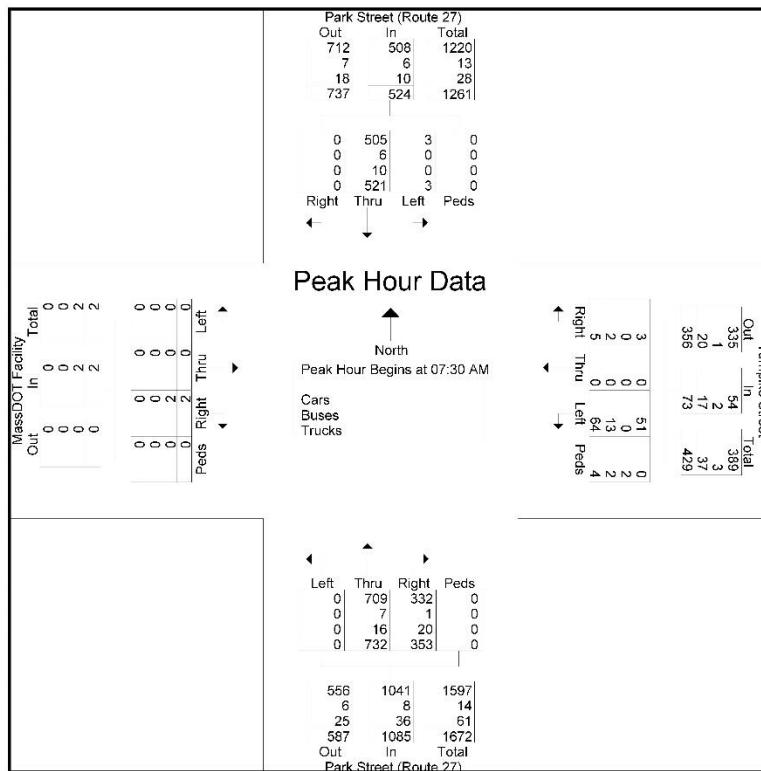 Park Street (Route 27)
Out In Total
712 508 1220
7 6 13
18 10 28
737 524 1261
0 505 3 0
0 6 0 0
0 10 0 0
0 521 3 0
Right Thru Left Peds
MassDOT Facility
Out In Total
0 0 0
0 0 0
0 2 2
0 2 2
0 0 0 0
0 0 0 0
0 2 0 0
0 2 0 0
Peds Right Thru Left
Peak Hour Data
North
Peak Hour Begins at 07:30 AM
Cars
Buses
Trucks
Out In Total
335 54 389
1 2 3
20 17 37
356 73 429
3 0 51 0
0 0 0 2
2 0 13 2
5 0 64 4
Right Thru Left Peds
Left Thru Right Peds
0 709 332 0
0 7 1 0
0 16 20 0
0 732 353 0
556 1041 1597
6 8 14
25 36 61
587 1085 1672
Out In Total
Park Street (Route 27)